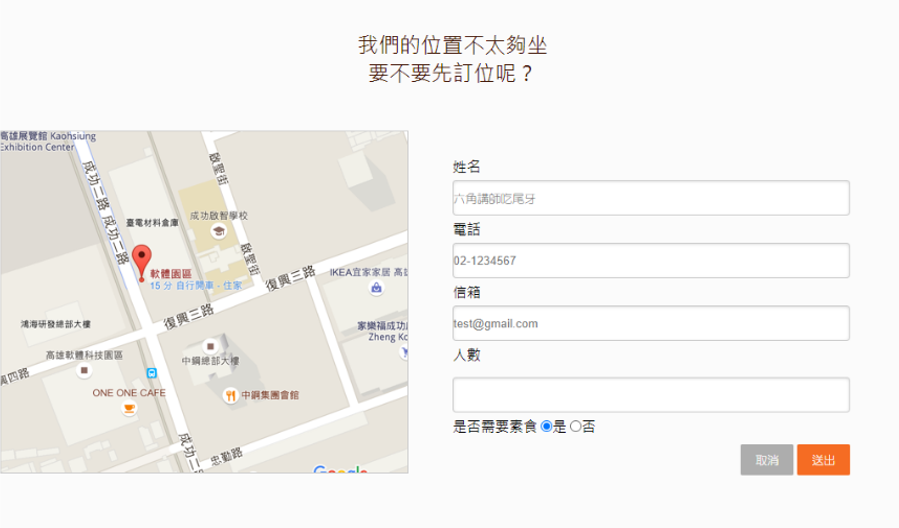 我們的位置不太夠坐
要不要先訂位呢？
高雄展覽館 Kaohsiung
Exhibition Center
成功二路
成功二路
啟聖街
臺電材料倉庫
成功啟智學校
啟聖街
軟體園區
15 分 自行開車 - 住家
復興三路
IKEA宜家家居 高雄
鴻海研發總部大樓
復興三路
家樂福成功
Zheng Ko
高雄軟體科技園區
中鋼總部大樓
四路
ONE ONE CAFE
中鋼集團會館
成功二
忠勤路
Google
姓名
六角講師吃尾牙
電話
02-1234567
信箱
test@gmail.com
人數
是否需要素食 是 否
取消 送出